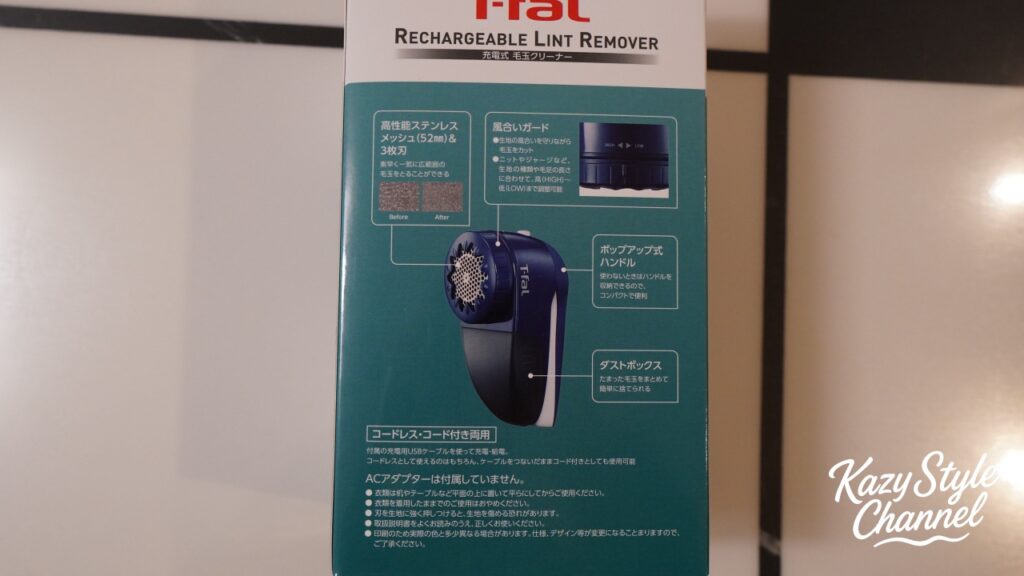 T-fal
RECHARGEABLE LINT REMOVER
充電式 毛玉クリーナー
高性能ステンレス
メッシュ(52mm)&
3枚刃
素早く一気に広範囲の
毛玉をとることができる
Before After
風合いガード
●生地の風合いを守りながら
毛玉をカット
●ニットやジャージなど、
生地の種類や毛足の長さ
に合わせて、高(HIGH)～
低(LOW)まで調整可能
HIGH ◀ ▶ LOW
T-fal
ポップアップ式
ハンドル
使わないときはハンドルを
収納できるので、
コンパクトで便利
ダストボックス
たまった毛玉をまとめて
簡単に捨てられる
コードレス・コード付き両用
付属の充電用USBケーブルを使って充電・給電。
コードレスとして使えるのはもちろん、ケーブルをつないだままコード付きとしても使用可能
ACアダプターは付属していません。
●衣類は机やテーブルなど平面の上に置いて平らにしてからご使用ください。
●衣類を着用したままでのご使用はおやめください。
●刃を生地に強く押しつけると、生地を傷める恐れがあります。
●取扱説明書をよくお読みのうえ、正しくお使いください。
●印刷のため実際の色と多少異なる場合があります。仕様、デザイン等が変更になることまりますので、
ご了承ください。
Kazy Style
Channel